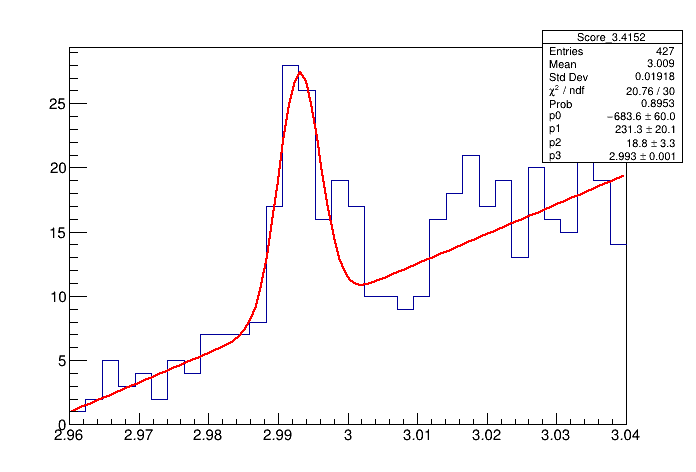 Score_3.4152
Entries 427
Mean 3.009
Std Dev 0.01918
χ² / ndf 20.76 / 30
Prob 0.8953
p0 −683.6 ± 60.0
p1 231.3 ± 20.1
p2 18.8 ± 3.3
p3 2.993 ± 0.001
25
20
15
10
5
0
2.96 2.97 2.98 2.99 3 3.01 3.02 3.03 3.04